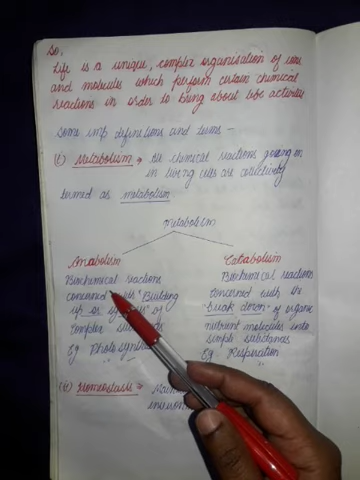 So,
Life is a unique, complex organisation of ions
and molecules which perform certain chemical
reactions in order to bring about life activities
Some imp definitions and terms -
(i) Metabolism → All chemical reactions going on
in living cells are collectively
termed as metabolism
Metabolism
Anabolism
Biochemical reactions
concerned with "Building
up or
complex
Eg Photosynthesis
Catabolism
Biochemical reactions
concerned with the
"break down" of organic
nutrient molecules into
simple substances
Eg. Respiration
(ii) Homeostasis →